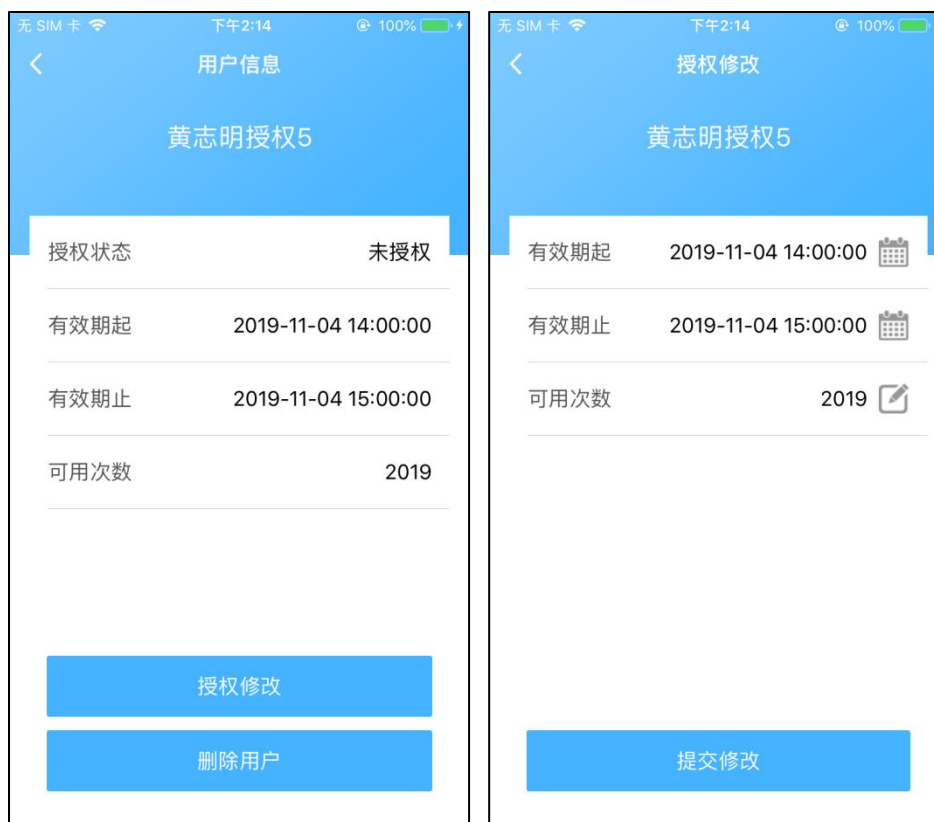 无 SIM 卡 下午2:14 100%
用户信息
黄志明授权5
授权状态 未授权
有效期起 2019-11-04 14:00:00
有效期止 2019-11-04 15:00:00
可用次数 2019
授权修改
删除用户
无 SIM 卡 下午2:14 100%
授权修改
黄志明授权5
有效期起 2019-11-04 14:00:00
有效期止 2019-11-04 15:00:00
可用次数 2019
提交修改